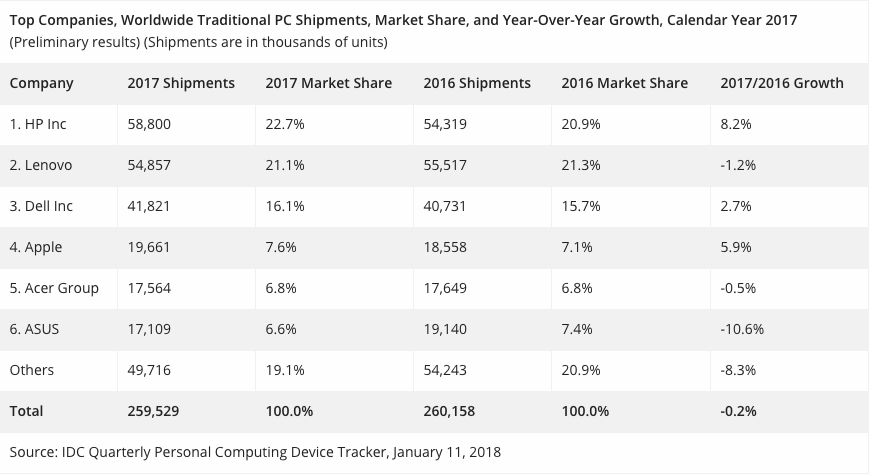 Top Companies, Worldwide Traditional PC Shipments, Market Share, and Year-Over-Year Growth, Calendar Year 2017
(Preliminary results) (Shipments are in thousands of units)
Company 2017 Shipments 2017 Market Share 2016 Shipments 2016 Market Share 2017/2016 Growth
1. HP Inc 58,800 22.7% 54,319 20.9% 8.2%
2. Lenovo 54,857 21.1% 55,517 21.3% -1.2%
3. Dell Inc 41,821 16.1% 40,731 15.7% 2.7%
4. Apple 19,661 7.6% 18,558 7.1% 5.9%
5. Acer Group 17,564 6.8% 17,649 6.8% -0.5%
6. ASUS 17,109 6.6% 19,140 7.4% -10.6%
Others 49,716 19.1% 54,243 20.9% -8.3%
Total 259,529 100.0% 260,158 100.0% -0.2%
Source: IDC Quarterly Personal Computing Device Tracker, January 11, 2018